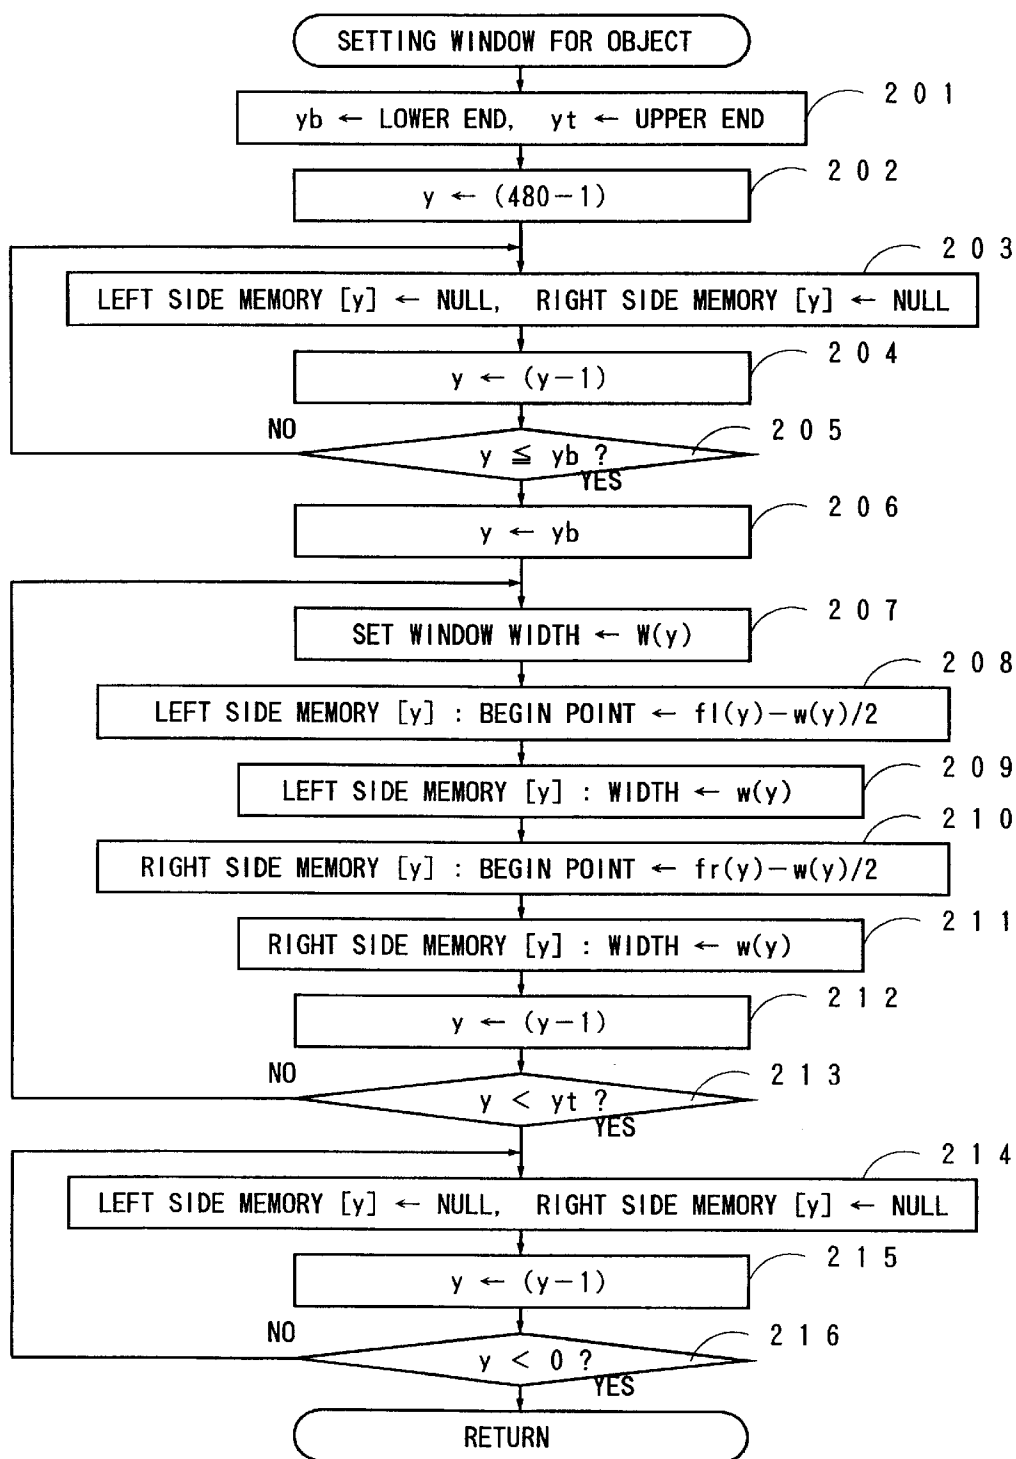 SETTING WINDOW FOR OBJECT
201
yb ← LOWER END, yt ← UPPER END
202
y ← (480−1)
203
LEFT SIDE MEMORY [y] ← NULL, RIGHT SIDE MEMORY [y] ← NULL
204
y ← (y−1)
NO
205
y ≦ yb ?
YES
206
y ← yb
207
SET WINDOW WIDTH ← W(y)
208
LEFT SIDE MEMORY [y] : BEGIN POINT ← fl(y)−w(y)/2
209
LEFT SIDE MEMORY [y] : WIDTH ← w(y)
210
RIGHT SIDE MEMORY [y] : BEGIN POINT ← fr(y)−w(y)/2
211
RIGHT SIDE MEMORY [y] : WIDTH ← w(y)
212
y ← (y−1)
NO
213
y < yt ?
YES
214
LEFT SIDE MEMORY [y] ← NULL, RIGHT SIDE MEMORY [y] ← NULL
215
y ← (y−1)
NO
216
y < 0 ?
YES
RETURN